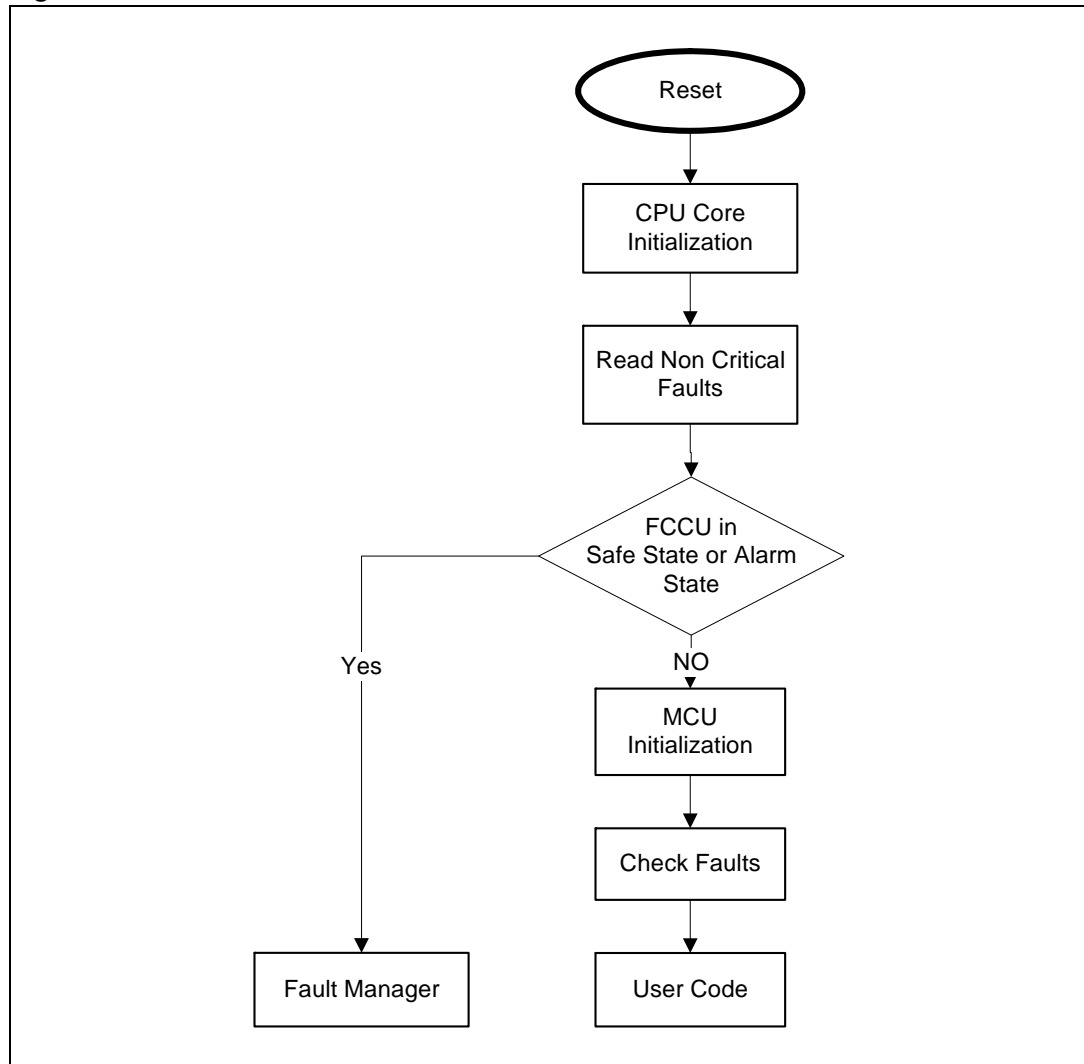 Reset
CPU Core
Initialization
Read Non Critical
Faults
FCCU in
Safe State or Alarm
State
Yes
NO
MCU
Initialization
Check Faults
Fault Manager
User Code